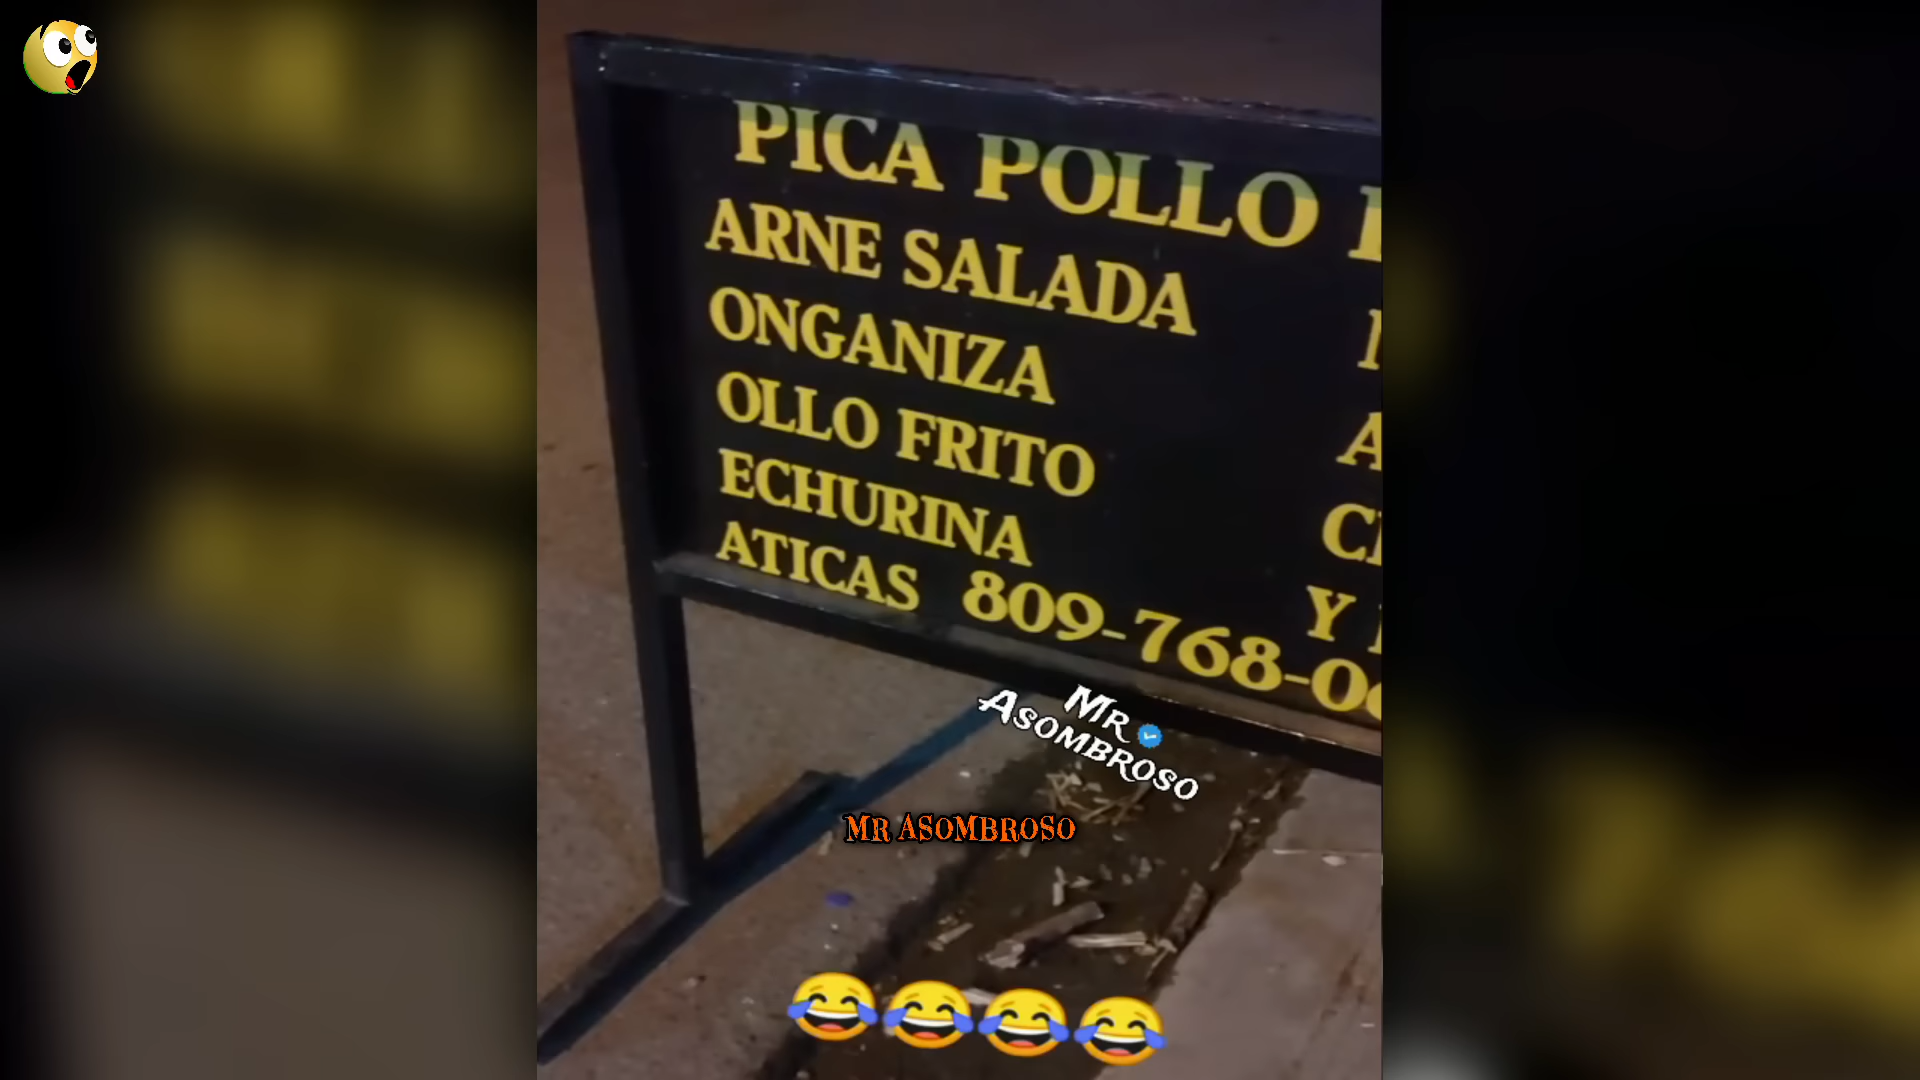 PICA POLLO
ARNE SALADA
ONGANIZA
OLLO FRITO
ECHURINA
ATICAS 809-768-0
A
C
Y
MR
ASOMBROSO
MR ASOMBROSO